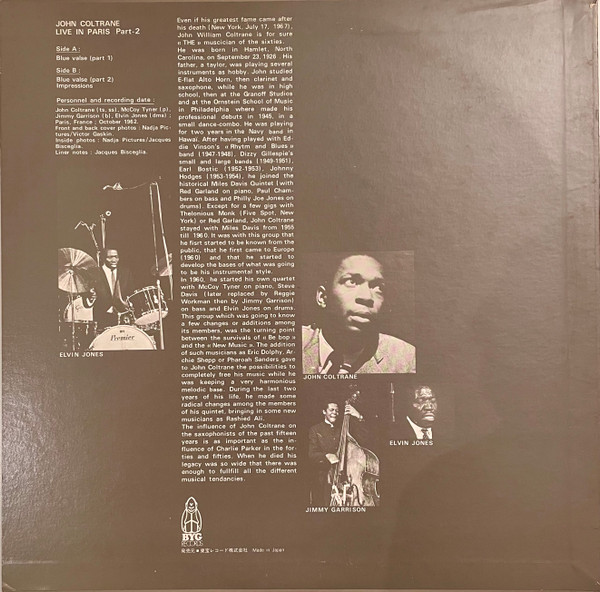 JOHN COLTRANE
LIVE IN PARIS Part-2
Side A :
Blue valse (part 1)
Side B :
Blue valse (part 2)
Impressions
Personnel and recording date :
John Coltrane (ts, ss), McCoy Tyner (p),
Jimmy Garrison (b), Elvin Jones (dms) :
Paris, France ; October 1962.
Front and back cover photos : Nadja Pic-
tures/Victor Gaskin.
Inside photos : Nadja Pictures/Jacques
Bisceglia.
Liner notes : Jacques Bisceglia.
Even if his greatest fame came after
his death (New York, July 17, 1967),
John William Coltrane is for sure
« THE » muscician of the sixties.
He was born in Hamlet, North
Carolina, on September 23, 1926. His
father, a taylor, was playing several
instruments as hobby. John studied
E-flat Alto Horn, then clarinet and
saxophone, while he was in high
school, then at the Granoff Studios
and at the Ornstein School of Music
in Philadelphia where made his
professional debuts in 1945, in a
small dance-combo. He was playing
for two years in the Navy band in
Hawaï. After having played with Ed-
die Vinson's « Rhytm and Blues »
band (1947-1948), Dizzy Gillespie's
small and large bands (1949-1951),
Earl Bostic (1952-1953), Johnny
Hodges (1953-1954), he joined the
historical Miles Davis Quintet (with
Red Garland on piano, Paul Cham-
bers on bass and Philly Joe Jones on
drums). Except for a few gigs with
Thelonious Monk (Five Spot, New
York) or Red Garland, John Coltrane
stayed with Miles Davis from 1955
till 1960. It was with this group that
he fisrt started to be known from the
public, that he first came to Europe
(1960) and that he started to
develop the bases of what was going
to be his instrumental style.
In 1960, he started his own quartet
with McCoy Tyner on piano, Steve
Davis (later replaced by Reggie
Workman then by Jimmy Garrison)
on bass and Elvin Jones on drums.
This group which was going to know
a few changes or additions among
its members, was the turning point
between the survivals of « Be bop »
and the « New Music ». The addition
of such musicians as Eric Dolphy, Ar-
chie Shepp or Pharoah Sanders gave
to John Coltrane the possibilities to
completely free his music while he
was keeping a very harmonious
melodic base. During the last two
years of his life, he made some
radical changes among the members
of his quintet, bringing in some new
musicians as Rashied Ali.
The influence of John Coltrane on
the saxophonists of the past fifteen
years is as important as the in-
fluence of Charlie Parker in the for-
ties and fifties. When he died his
legacy was so wide that there was
enough to fullfill all the different
musical tendancies.
Premier
ELVIN JONES
JOHN COLTRANE
ELVIN JONES
JIMMY GARRISON
BYG
RECORDS
発売元●東宝レコード株式会社 Made in Japan